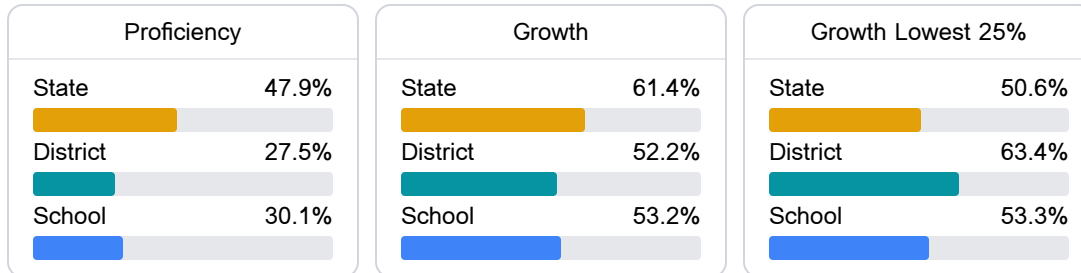 Proficiency
State 47.9%
District 27.5%
School 30.1%
Growth
State 61.4%
District 52.2%
School 53.2%
Growth Lowest 25%
State 50.6%
District 63.4%
School 53.3%